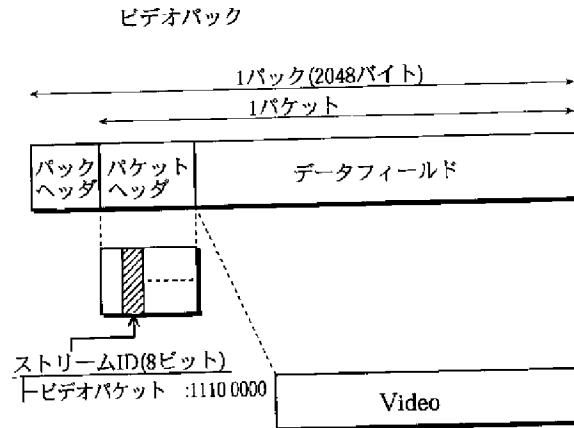 ビデオパック
1パック(2048バイト)
1パケット
パック
ヘッダ
パケット
ヘッダ
データフィールド
ストリームID(8ビット)
ビデオパケット :1110 0000
Video